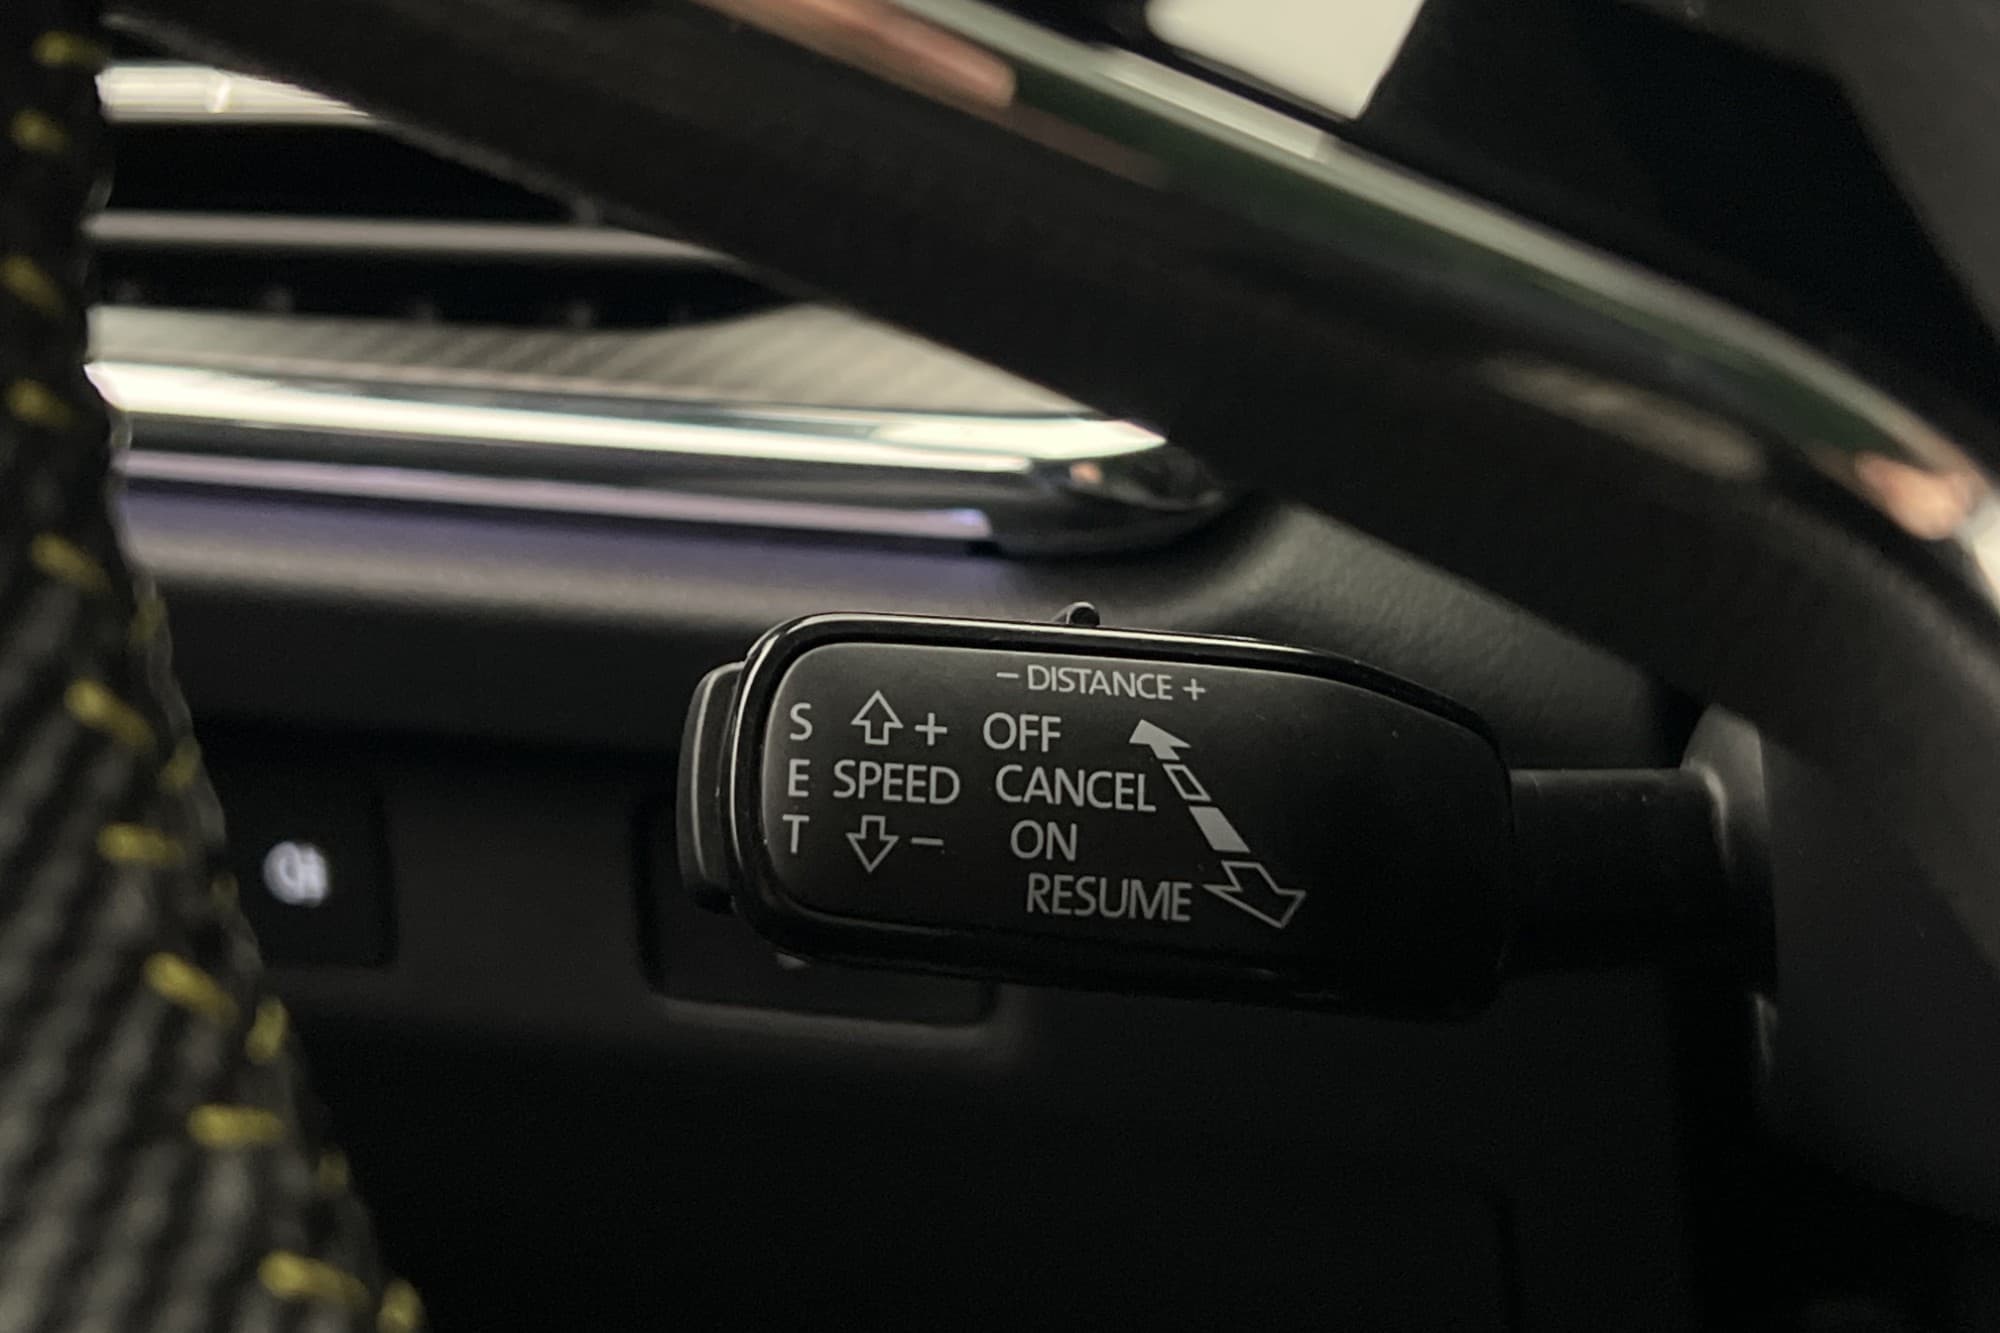 – DISTANCE +
S + OFF
E SPEED CANCEL
T – ON
RESUME